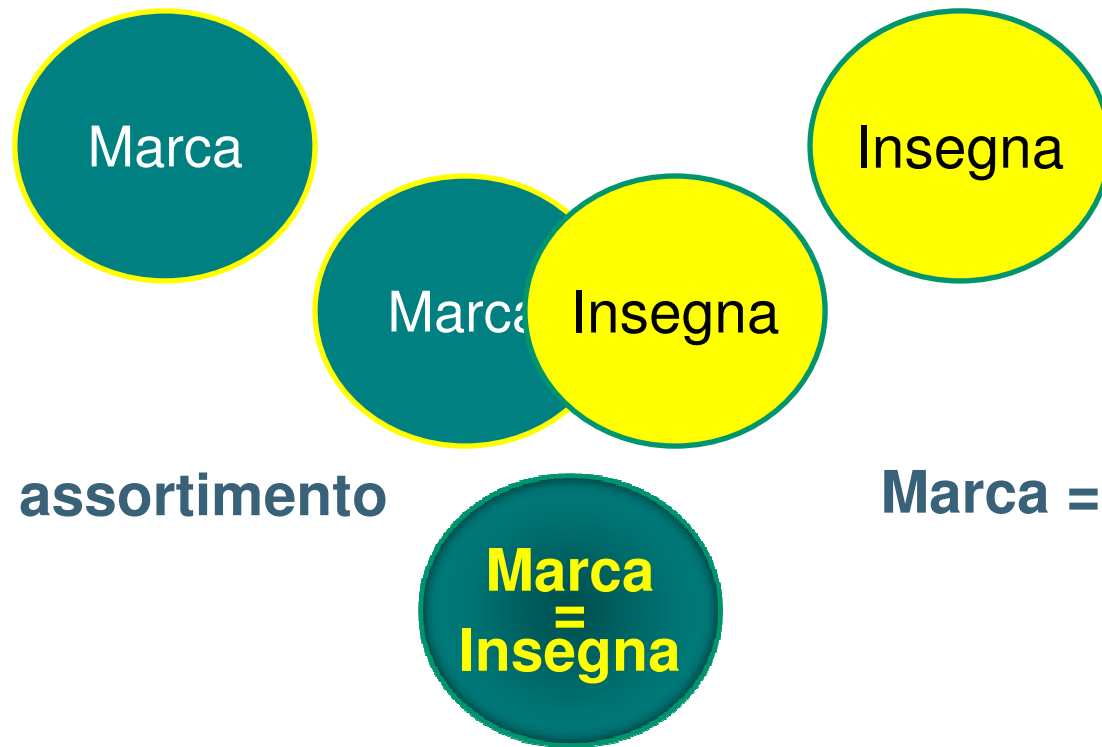 Marca
Insegna
Marca
Insegna
assortimento
Marca =
Marca
=
Insegna